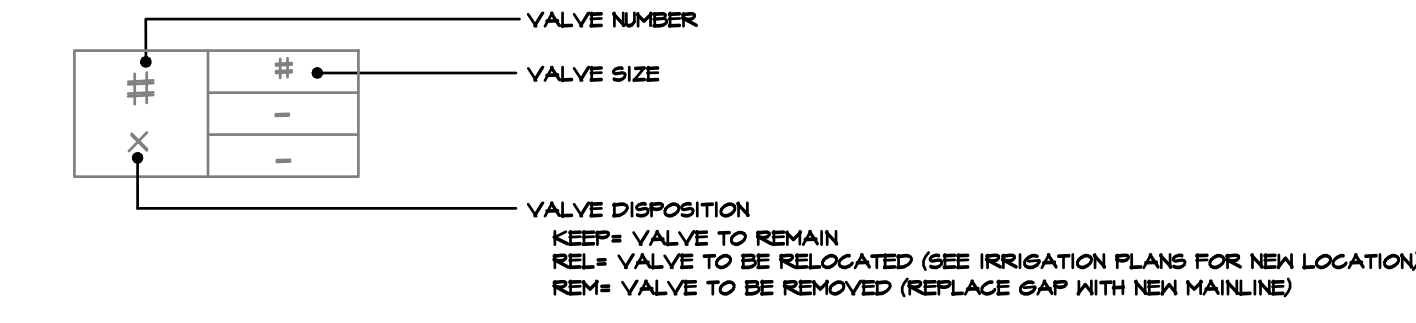 VALVE NUMBER
# #
VALVE SIZE
-
X
-
VALVE DISPOSITION
KEEP= VALVE TO REMAIN
REL= VALVE TO BE RELOCATED (SEE IRRIGATION PLANS FOR NEW LOCATION)
REM= VALVE TO BE REMOVED (REPLACE GAP WITH NEW MAINLINE)